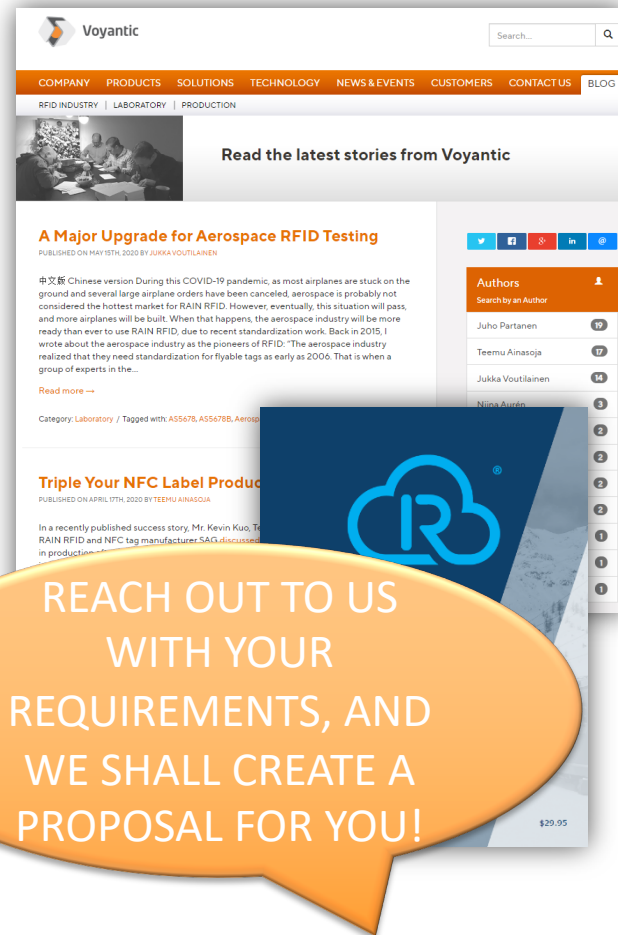 Voyantic
Search...
COMPANY PRODUCTS SOLUTIONS TECHNOLOGY NEWS & EVENTS CUSTOMERS CONTACT US BLOG
RFID INDUSTRY | LABORATORY | PRODUCTION
Read the latest stories from Voyantic
A Major Upgrade for Aerospace RFID Testing
PUBLISHED ON MAY 15TH, 2020 BY JUKKA VOUTILAINEN
中文版 Chinese version During this COVID-19 pandemic, as most airplanes are stuck on the
ground and several large airplane orders have been canceled, aerospace is probably not
considered the hottest market for RAIN RFID. However, eventually, this situation will pass,
and more airplanes will be built. When that happens, the aerospace industry will be more
ready than ever to use RAIN RFID, due to recent standardization work. Back in 2015, I
wrote about the aerospace industry as the pioneers of RFID: "The aerospace industry
realized that they need standardization for flyable tags as early as 2006. That is when a
group of experts in the...
Read more →
Category: Laboratory / Tagged with: AS5678, AS5678B,
Triple Your NFC Label
PUBLISHED ON APRIL 17TH, 2020 BY TEEMU AINASOJA
In a recently published success story, Mr. Kevin Kuo,
RAIN RFID and NFC tag manufacturer SAG discussed
in production
Authors
Search by an Author
Juho Partanen 19
Teemu Ainasoja 17
Jukka Voutilainen 14
Niina Aurén 3
2
2
2
2
1
1
1
R ®
REACH OUT TO US
WITH YOUR
REQUIREMENTS, AND
WE SHALL CREATE A
PROPOSAL FOR YOU!
$29.95